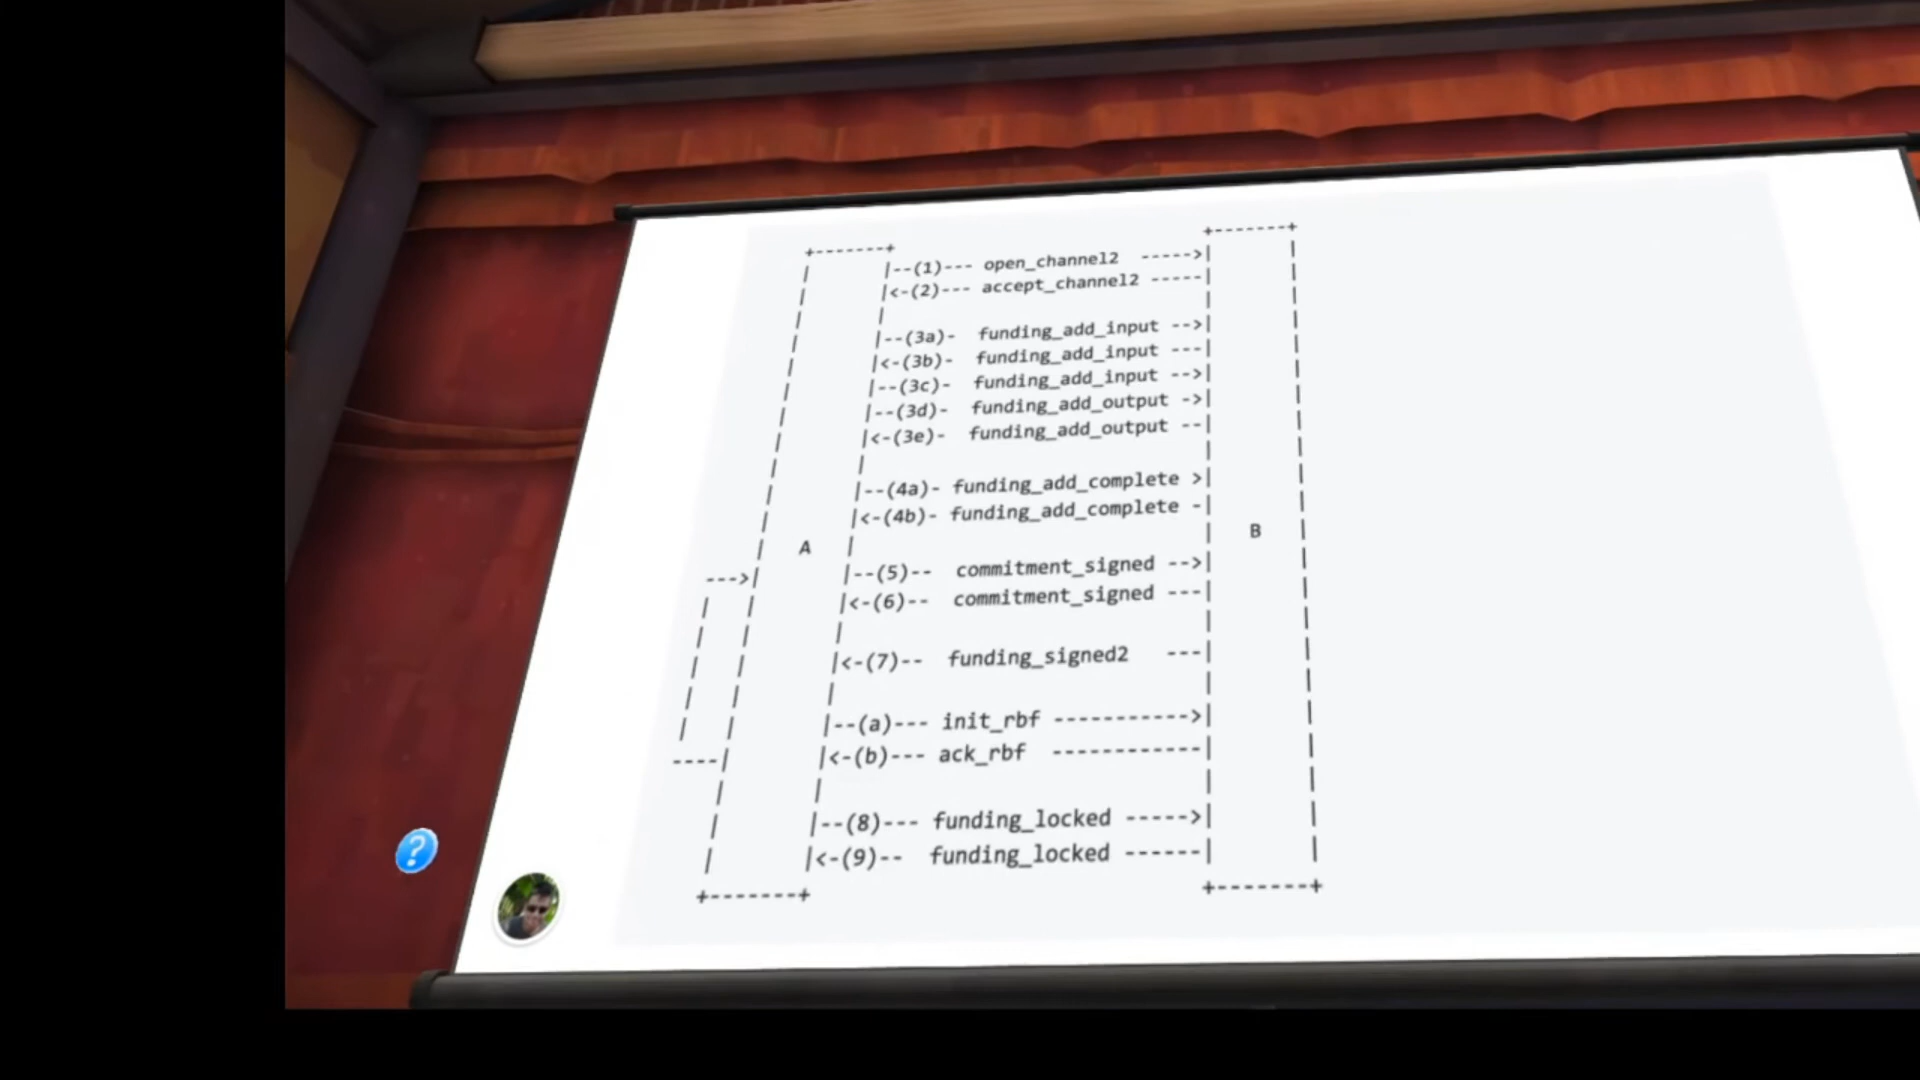 +-------+                              +-------+
|--(1)--- open_channel2  ----->|
|<-(2)--- accept_channel2 -----|
|--(3a)-  funding_add_input -->|
|<-(3b)-  funding_add_input ---|
|--(3c)-  funding_add_input -->|
|--(3d)-  funding_add_output ->|
|<-(3e)-  funding_add_output --|
|--(4a)- funding_add_complete >|
|<-(4b)- funding_add_complete -|
A B
--->| |--(5)--  commitment_signed -->|
|<-(6)--  commitment_signed ---|
|<-(7)--  funding_signed2   ---|
|--(a)--- init_rbf ----------->|
----| |<-(b)--- ack_rbf  ------------|
|--(8)--- funding_locked ----->|
|<-(9)--  funding_locked ------|
+-------+                              +-------+
?